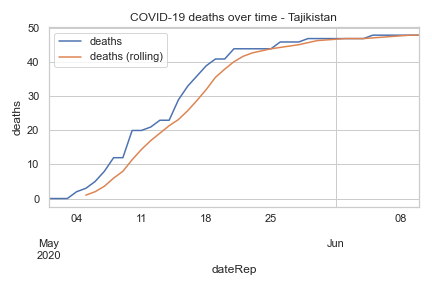 COVID-19 deaths over time - Tajikistan
deaths
deaths (rolling)
50
40
30
20
10
0
deaths
04 11 18 25 08
May Jun
2020
dateRep